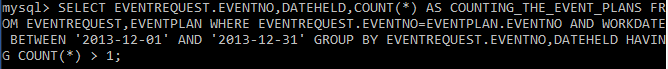 mysql> SELECT EVENTREQUEST.EVENTNO,DATEHELD,COUNT(*) AS COUNTING_THE_EVENT_PLANS FR
OM EVENTREQUEST,EVENTPLAN WHERE EVENTREQUEST.EVENTNO=EVENTPLAN.EVENTNO AND WORKDATE
 BETWEEN '2013-12-01' AND '2013-12-31' GROUP BY EVENTREQUEST.EVENTNO,DATEHELD HAVIN
G COUNT(*) > 1;